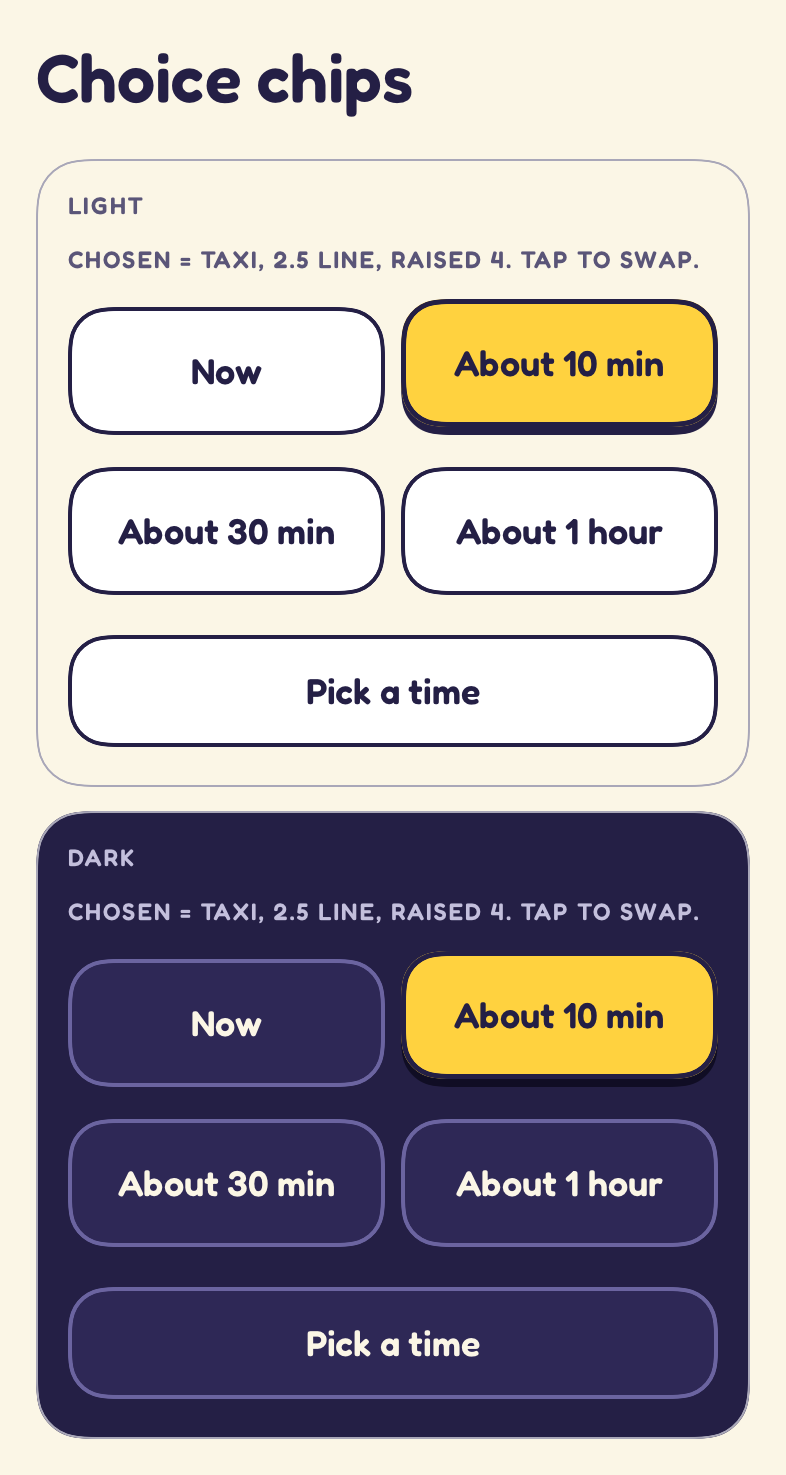 Choice chips
LIGHT
CHOSEN = TAXI, 2.5 LINE, RAISED 4. TAP TO SWAP.
Now
About 10 min
About 30 min
About 1 hour
Pick a time
DARK
CHOSEN = TAXI, 2.5 LINE, RAISED 4. TAP TO SWAP.
Now
About 10 min
About 30 min
About 1 hour
Pick a time